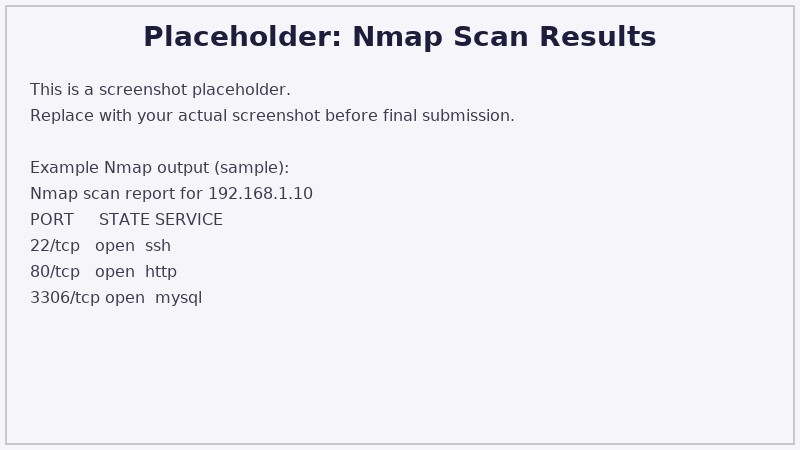 Placeholder: Nmap Scan Results
This is a screenshot placeholder.
Replace with your actual screenshot before final submission.
Example Nmap output (sample):
Nmap scan report for 192.168.1.10
PORT     STATE SERVICE
22/tcp   open  ssh
80/tcp   open  http
3306/tcp open  mysql